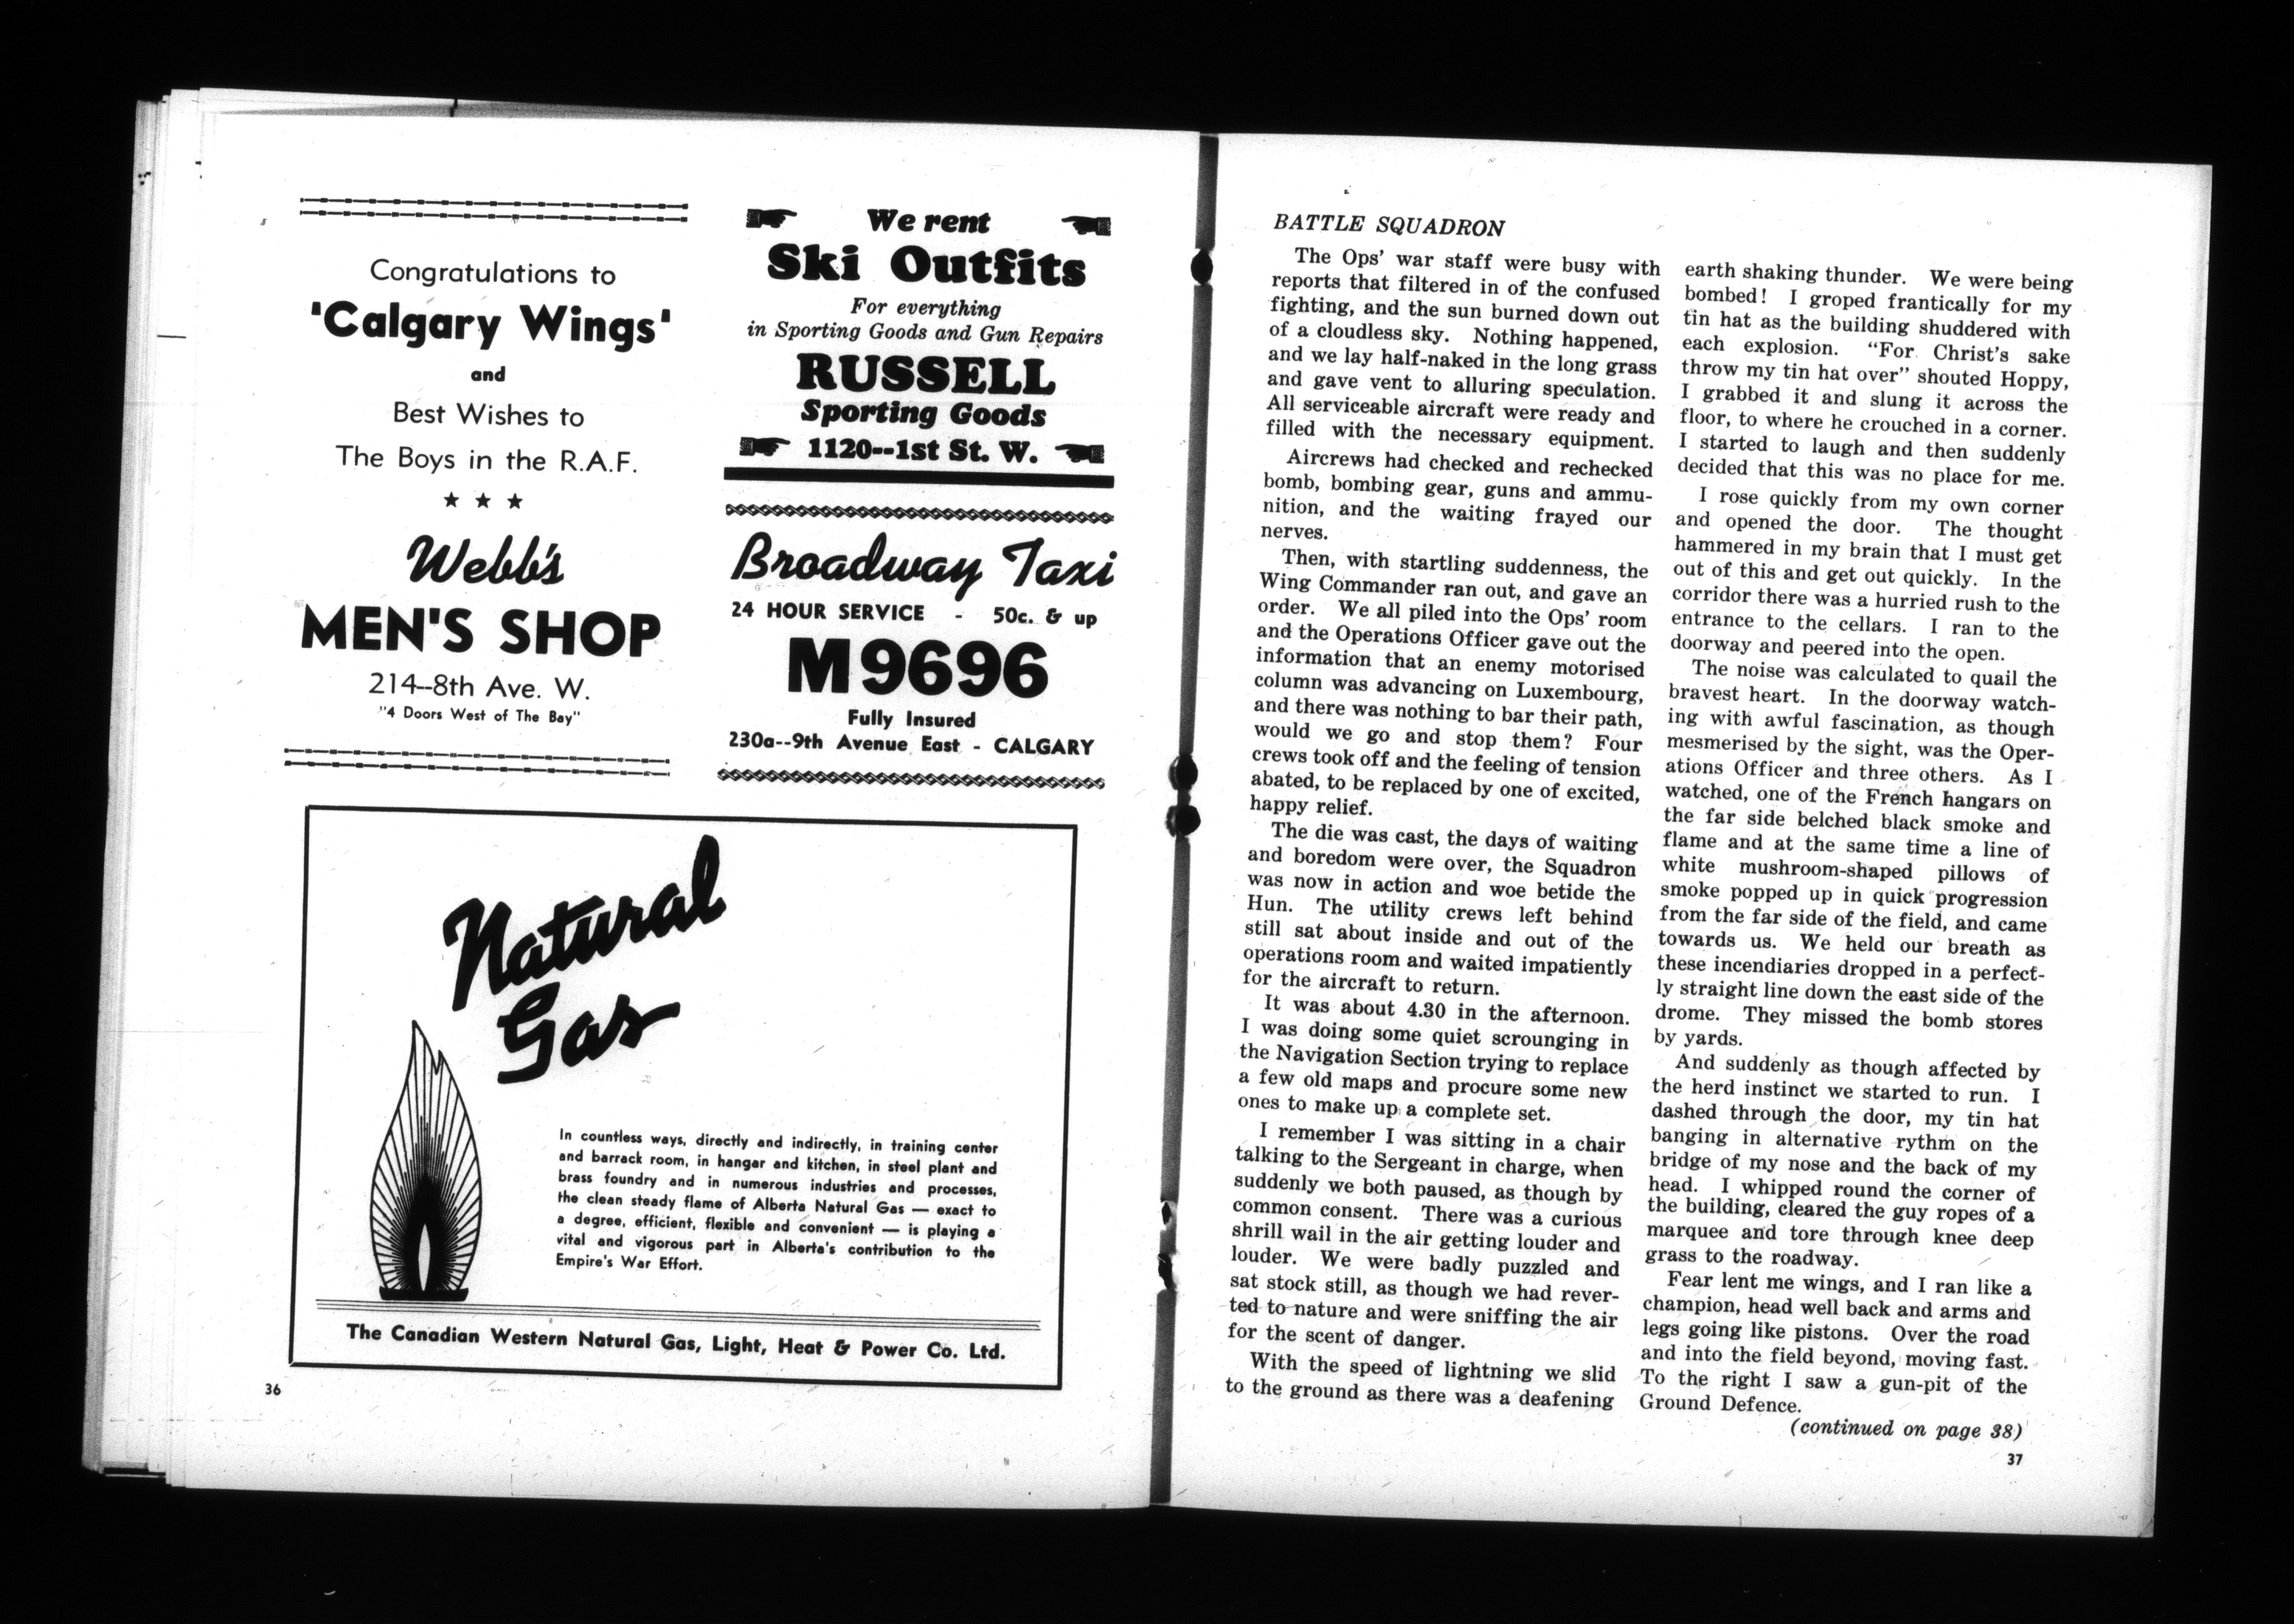 Congratulations to
'Calgary Wings'
and
Best Wishes to
The Boys in the R.A.F.
★ ★ ★
Webb's
MEN'S SHOP
214--8th Ave. W.
"4 Doors West of The Bay"
We rent
Ski Outfits
For everything
in Sporting Goods and Gun Repairs
RUSSELL
Sporting Goods
1120--1st St. W.
Broadway Taxi
24 HOUR SERVICE - 50c. & up
M9696
Fully Insured
230a--9th Avenue East - CALGARY
Natural
Gas
In countless ways, directly and indirectly, in training center
and barrack room, in hangar and kitchen, in steel plant and
brass foundry and in numerous industries and processes,
the clean steady flame of Alberta Natural Gas — exact to
a degree, efficient, flexible and convenient — is playing a
vital and vigorous part in Alberta's contribution to the
Empire's War Effort.
The Canadian Western Natural Gas, Light, Heat & Power Co. Ltd.
36
BATTLE SQUADRON
The Ops' war staff were busy with
reports that filtered in of the confused
fighting, and the sun burned down out
of a cloudless sky. Nothing happened,
and we lay half-naked in the long grass
and gave vent to alluring speculation.
All serviceable aircraft were ready and
filled with the necessary equipment.
Aircrews had checked and rechecked
bomb, bombing gear, guns and ammu-
nition, and the waiting frayed our
nerves.
Then, with startling suddenness, the
Wing Commander ran out, and gave an
order. We all piled into the Ops' room
and the Operations Officer gave out the
information that an enemy motorised
column was advancing on Luxembourg,
and there was nothing to bar their path,
would we go and stop them? Four
crews took off and the feeling of tension
abated, to be replaced by one of excited,
happy relief.
The die was cast, the days of waiting
and boredom were over, the Squadron
was now in action and woe betide the
Hun. The utility crews left behind
still sat about inside and out of the
operations room and waited impatiently
for the aircraft to return.
It was about 4.30 in the afternoon.
I was doing some quiet scrounging in
the Navigation Section trying to replace
a few old maps and procure some new
ones to make up a complete set.
I remember I was sitting in a chair
talking to the Sergeant in charge, when
suddenly we both paused, as though by
common consent. There was a curious
shrill wail in the air getting louder and
louder. We were badly puzzled and
sat stock still, as though we had rever-
ted to nature and were sniffing the air
for the scent of danger.
With the speed of lightning we slid
to the ground as there was a deafening
earth shaking thunder. We were being
bombed! I groped frantically for my
tin hat as the building shuddered with
each explosion. "For Christ's sake
throw my tin hat over" shouted Hoppy,
I grabbed it and slung it across the
floor, to where he crouched in a corner.
I started to laugh and then suddenly
decided that this was no place for me.
I rose quickly from my own corner
and opened the door. The thought
hammered in my brain that I must get
out of this and get out quickly. In the
corridor there was a hurried rush to the
entrance to the cellars. I ran to the
doorway and peered into the open.
The noise was calculated to quail the
bravest heart. In the doorway watch-
ing with awful fascination, as though
mesmerised by the sight, was the Oper-
ations Officer and three others. As I
watched, one of the French hangars on
the far side belched black smoke and
flame and at the same time a line of
white mushroom-shaped pillows of
smoke popped up in quick progression
from the far side of the field, and came
towards us. We held our breath as
these incendiaries dropped in a perfect-
ly straight line down the east side of the
drome. They missed the bomb stores
by yards.
And suddenly as though affected by
the herd instinct we started to run. I
dashed through the door, my tin hat
banging in alternative rythm on the
bridge of my nose and the back of my
head. I whipped round the corner of
the building, cleared the guy ropes of a
marquee and tore through knee deep
grass to the roadway.
Fear lent me wings, and I ran like a
champion, head well back and arms and
legs going like pistons. Over the road
and into the field beyond, moving fast.
To the right I saw a gun-pit of the
Ground Defence.
(continued on page 38)
37